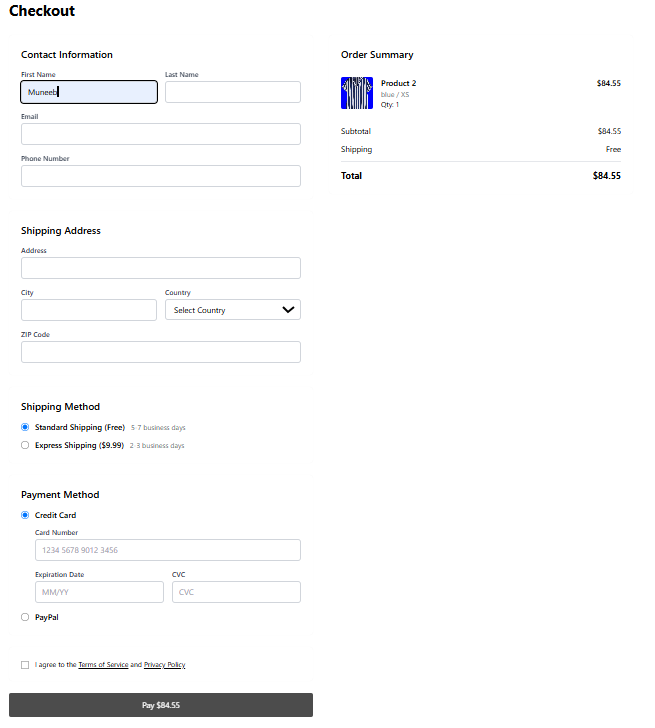 Checkout
Contact Information
First Name
Last Name
Muneeb
Email
Phone Number
Shipping Address
Address
City
Country
Select Country
ZIP Code
Shipping Method
Standard Shipping (Free) 5-7 business days
Express Shipping ($9.99) 2-3 business days
Payment Method
Credit Card
Card Number
1234 5678 9012 3456
Expiration Date
CVC
MM/YY
CVC
PayPal
I agree to the Terms of Service and Privacy Policy
Pay $84.55
Order Summary
Product 2 $84.55
blue / XS
Qty: 1
Subtotal $84.55
Shipping Free
Total $84.55